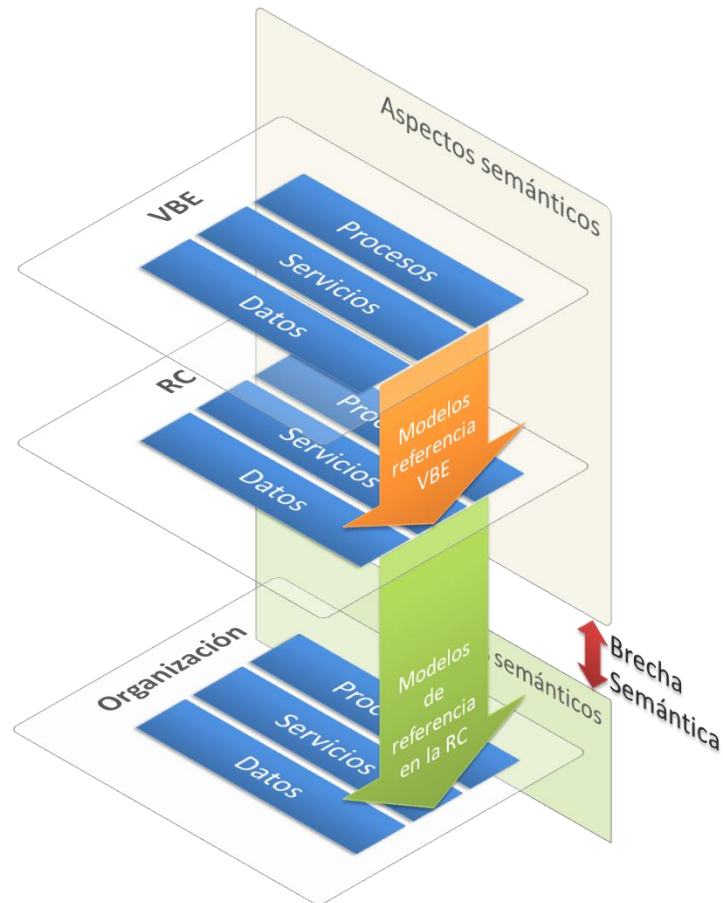 Aspectos semánticos
VBE
Procesos
Servicios
Datos
RC
Servicios
Datos
Modelos
referencia
VBE
Brecha
Semántica
semánticos
Organización
Servicios
Datos
Modelos
de
referencia
en la RC